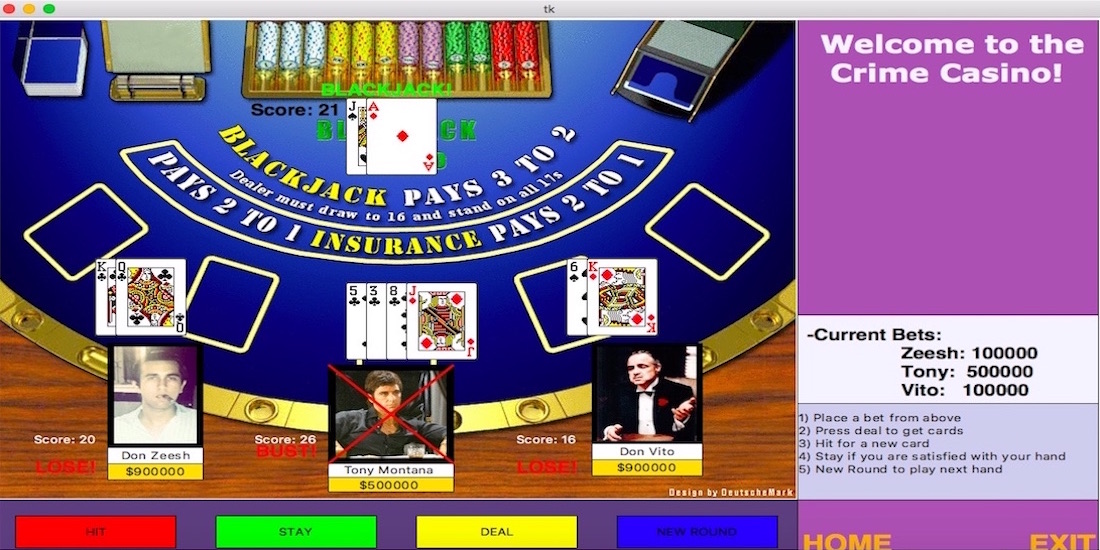 tk
Welcome to the
Crime Casino!
BLACKJACK!
Score: 21
J
A
A
BLACKJACK PAYS 3 TO 2
Dealer must draw to 16 and stand on all 17s
PAYS 2 TO 1 INSURANCE PAYS 2 TO 1
K Q
Q
5 3 8 J
J
6 K
K
-Current Bets:
Zeesh: 100000
Tony: 500000
Vito: 100000
1) Place a bet from above
2) Press deal to get cards
3) Hit for a new card
4) Stay if you are satisfied with your hand
5) New Round to play next hand
Score: 20
LOSE!
Don Zeesh
$900000
Score: 26
BUST!
Tony Montana
$500000
Score: 16
LOSE!
Don Vito
$900000
Design by DeutscheMark
HIT
STAY
DEAL
NEW ROUND
HOME
EXIT